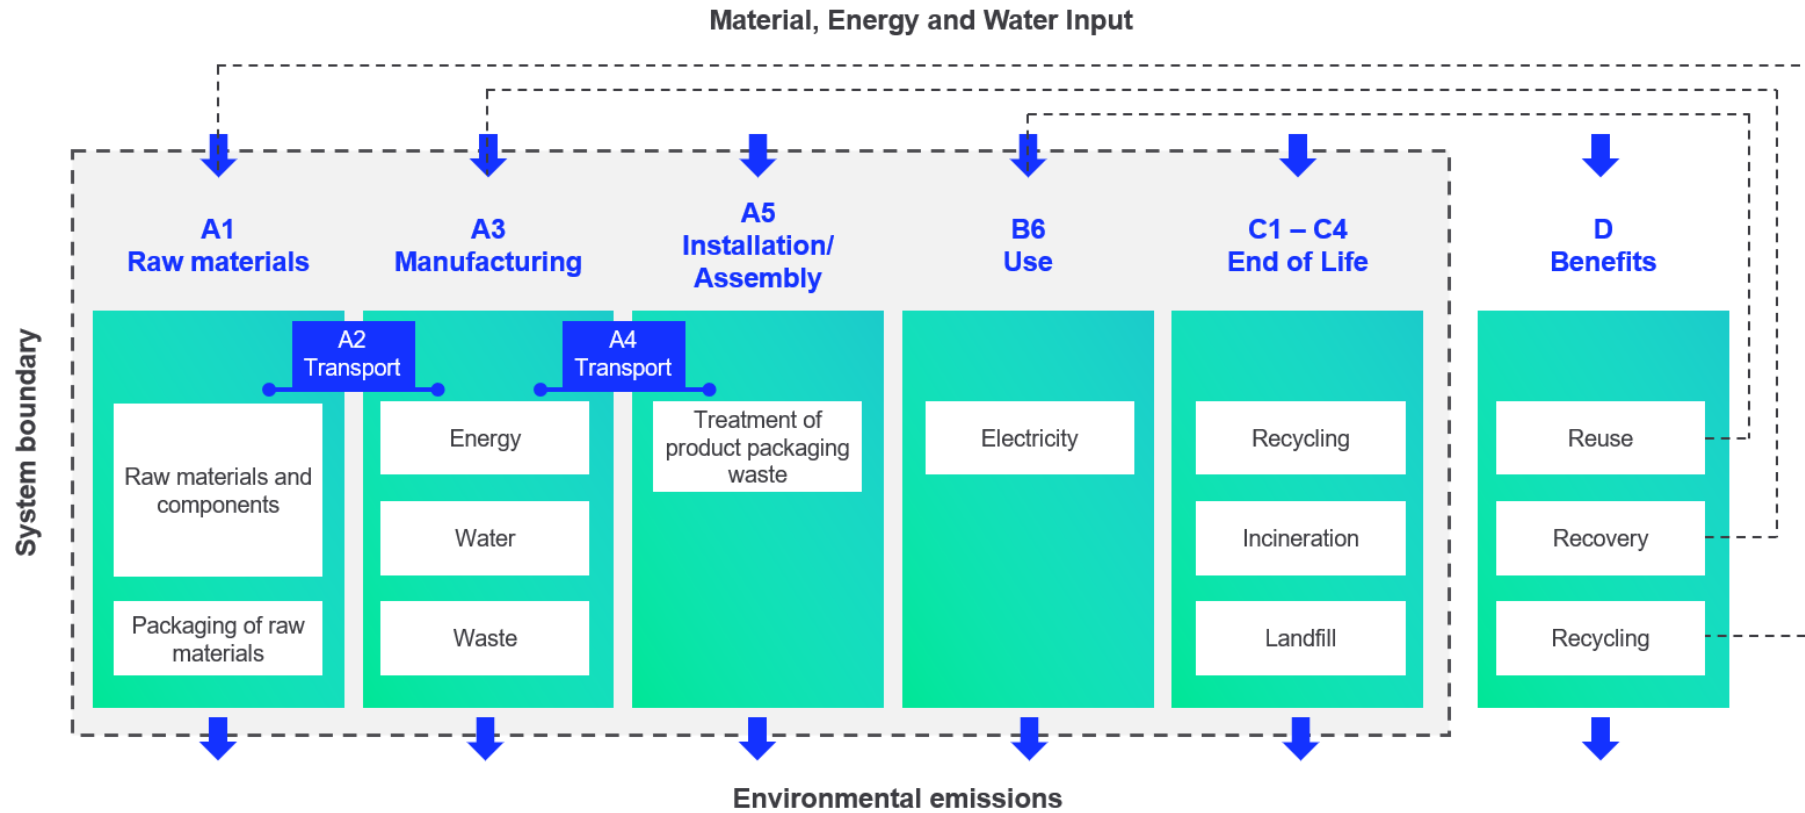 Material, Energy and Water Input
System boundary
A1
Raw materials
A2
Transport
Raw materials and
components
Packaging of raw
materials
A3
Manufacturing
Energy
Water
Waste
A4
Transport
A5
Installation/
Assembly
Treatment of
product packaging
waste
B6
Use
Electricity
C1 – C4
End of Life
Recycling
Incineration
Landfill
D
Benefits
Reuse
Recovery
Recycling
Environmental emissions